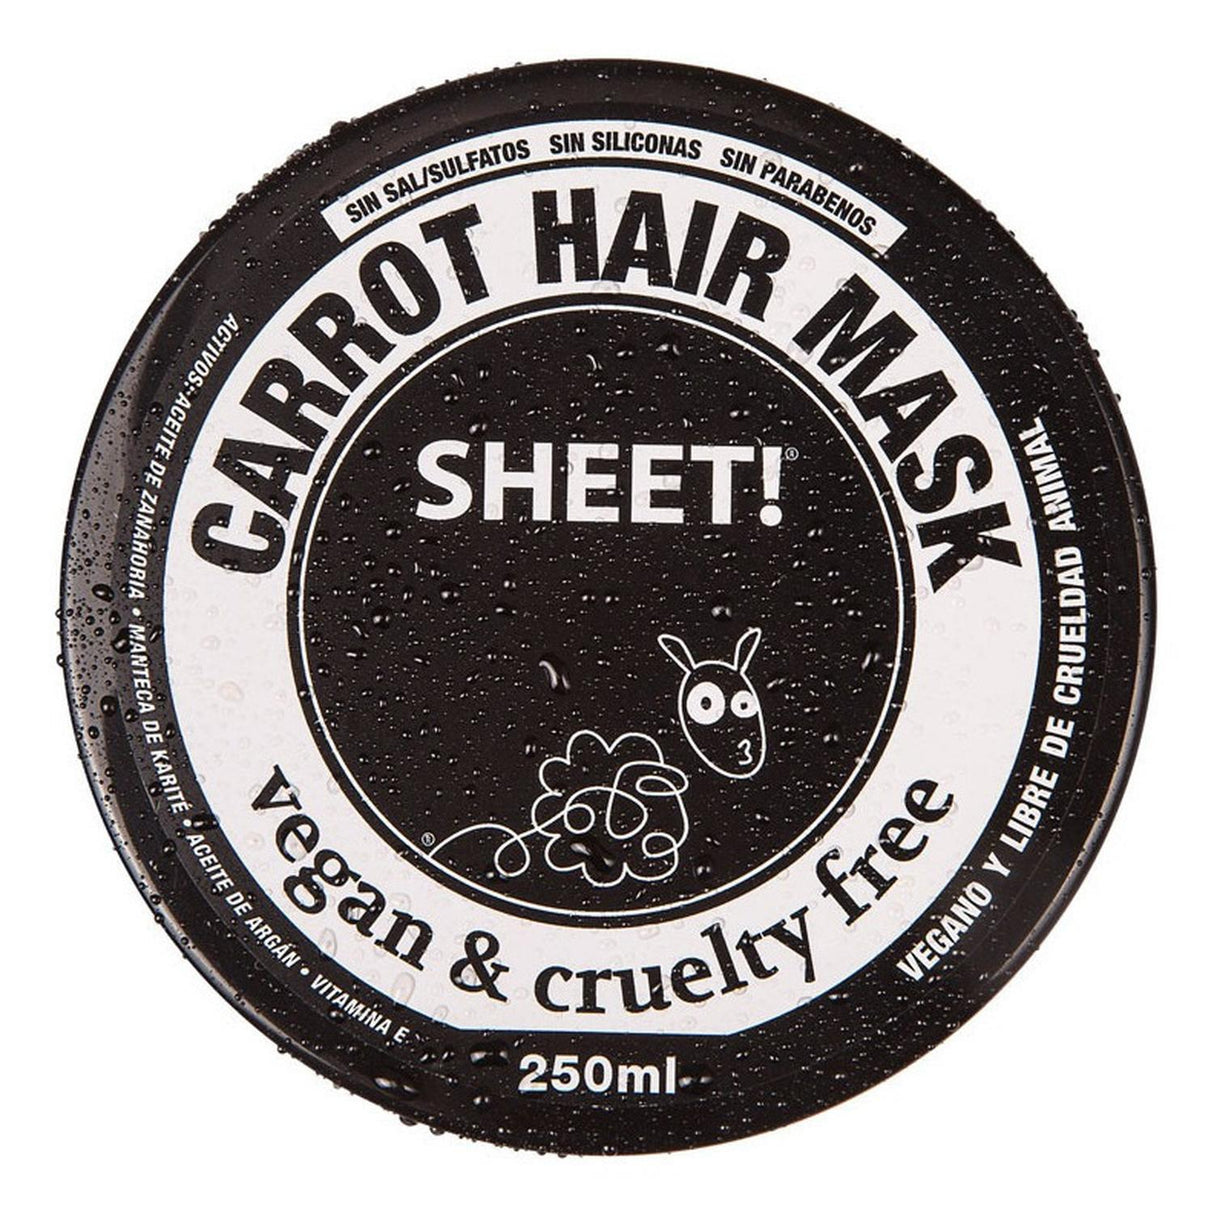 SIN SAL/SULFATOS SIN SILICONAS SIN PARABENOS
CARROT HAIR MASK
SHEET!®
®
vegan & cruelty free
ACTIVOS: ACEITE DE ZANAHORIA • MANTECA DE KARITÉ • ACEITE DE ARGÁN • VITAMINA E
VEGANO Y LIBRE DE CRUELDAD ANIMAL
250ml